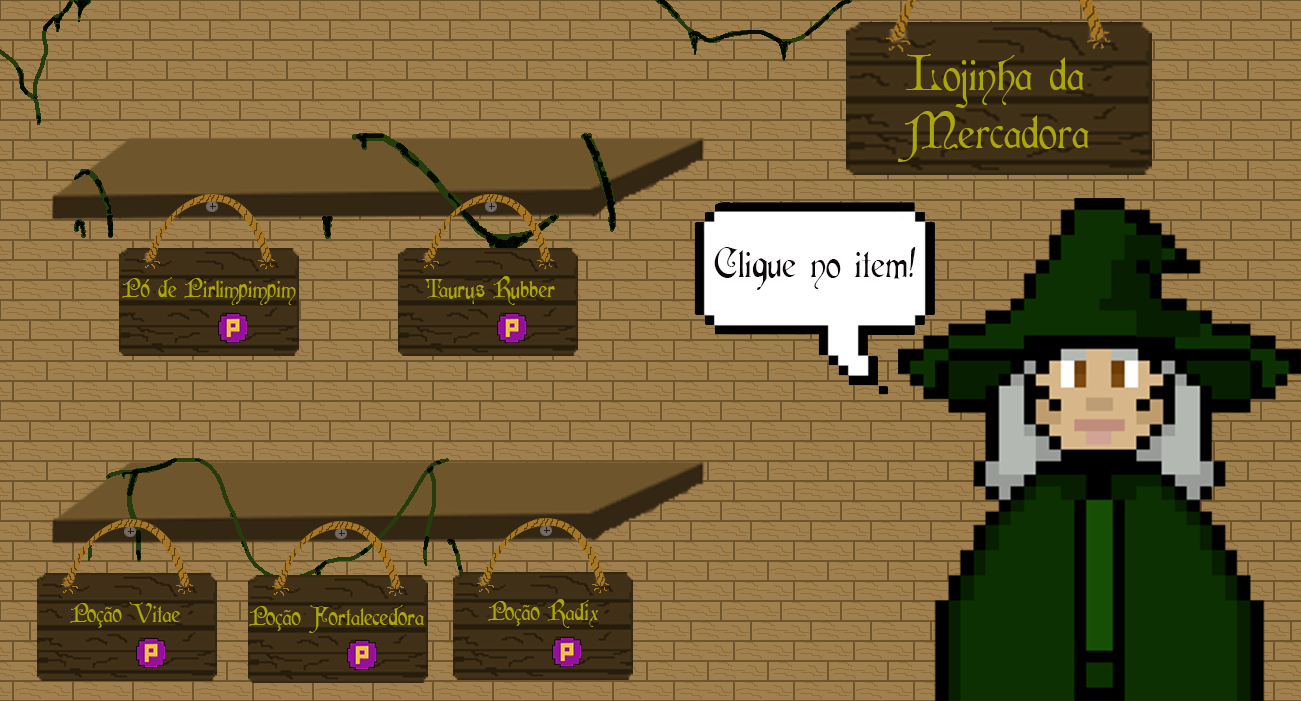 Lojinha da
Mercadora
Clique no item!
Pó de Pirlimpimpim
P
Taurus Rubber
P
Poção Vitae
P
Poção Fortalecedora
P
Poção Radix
P